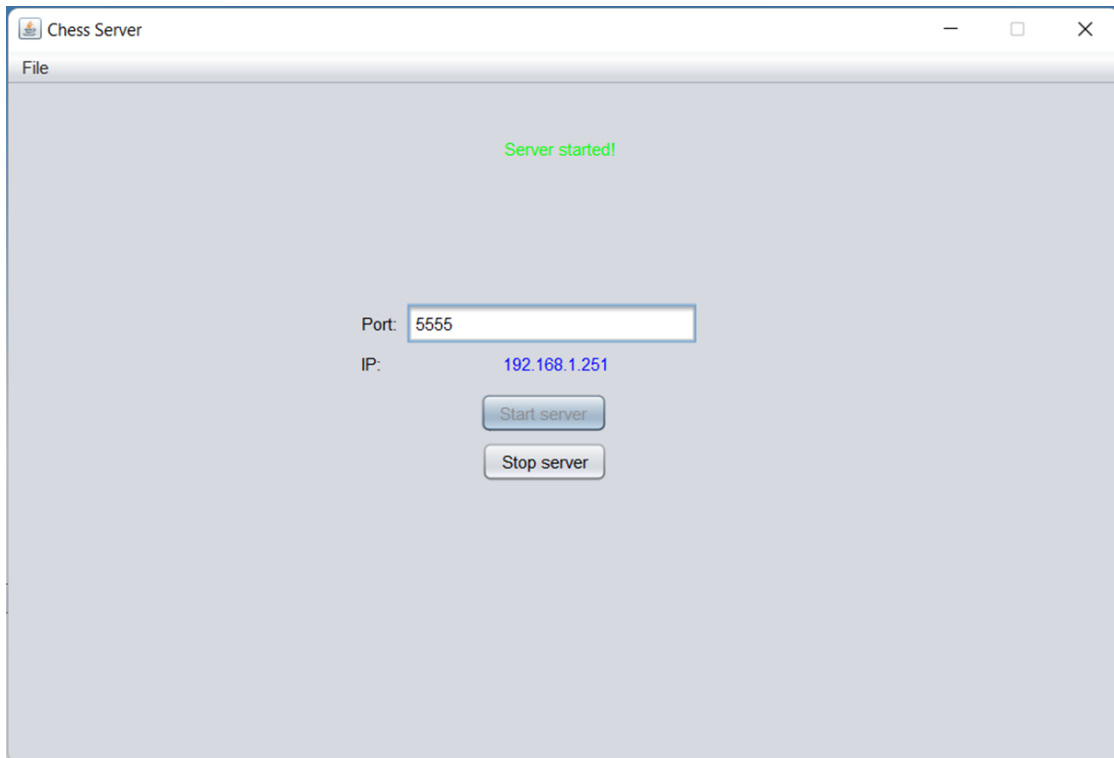 Chess Server
File
Server started!
Port: 5555
IP: 192.168.1.251
Start server
Stop server